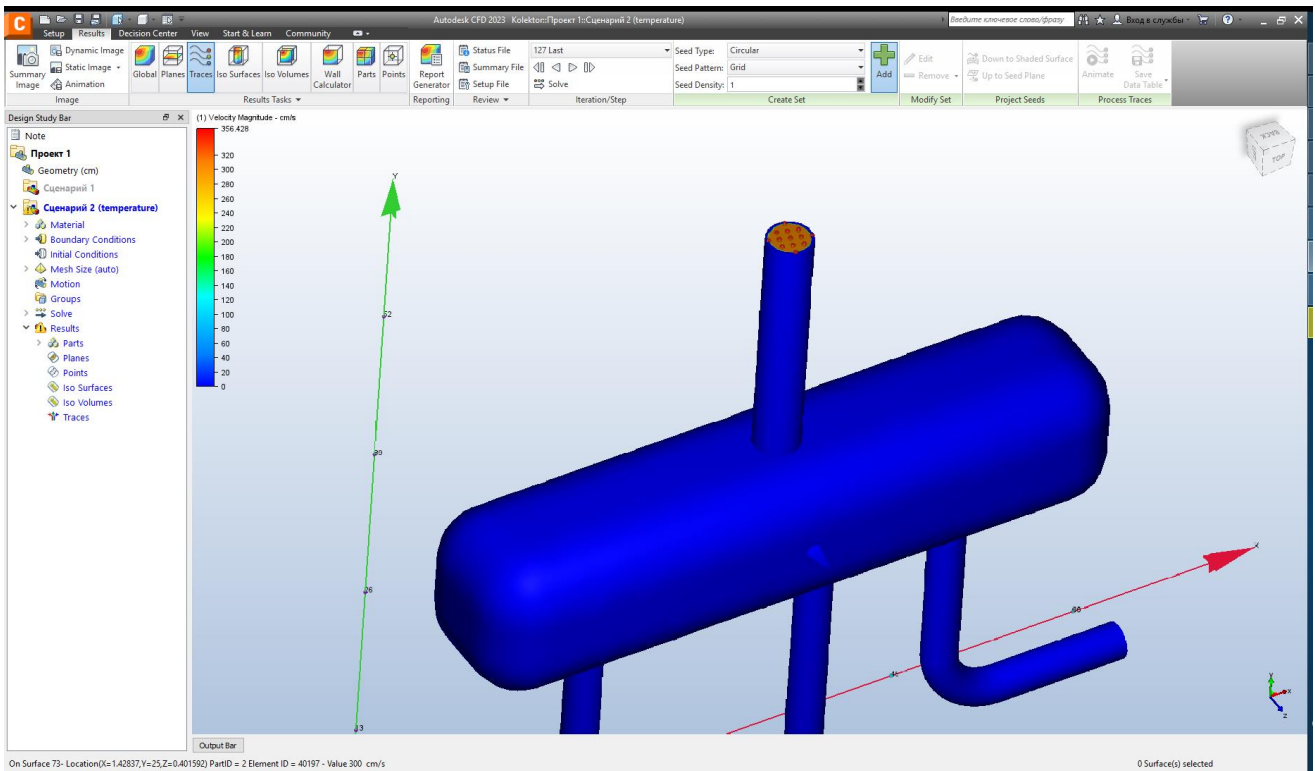 C
Autodesk CFD 2023 Kolektor::Проект 1::Сценарий 2 (temperature)
Введите ключевое слово/фразу
Вход в службы
Setup Results Decision Center View Start & Learn Community
Summary Image
Dynamic Image
Static Image
Animation
Image
Global
Planes
Traces
Iso Surfaces
Iso Volumes
Wall Calculator
Parts
Points
Results Tasks
Report Generator
Reporting
Status File
Summary File
Setup File
Review
127 Last
Solve
Iteration/Step
Seed Type: Circular
Seed Pattern: Grid
Seed Density: 1
Add
Create Set
Edit
Remove
Modify Set
Down to Shaded Surface
Up to Seed Plane
Project Seeds
Animate
Save Data Table
Process Traces
Design Study Bar
Note
Проект 1
Geometry (cm)
Сценарий 1
Сценарий 2 (temperature)
Material
Boundary Conditions
Initial Conditions
Mesh Size (auto)
Motion
Groups
Solve
Results
Parts
Planes
Points
Iso Surfaces
Iso Volumes
Traces
(1) Velocity Magnitude - cm/s
356.428
320
300
280
260
240
220
200
180
160
140
120
100
80
60
40
20
0
Y
52
39
26
13
X
60
BACK
TOP
Y
X
Z
Output Bar
On Surface 73- Location(X=1.42837,Y=25,Z=0.401592) PartID = 2 Element ID = 40197 - Value 300 cm/s
0 Surface(s) selected